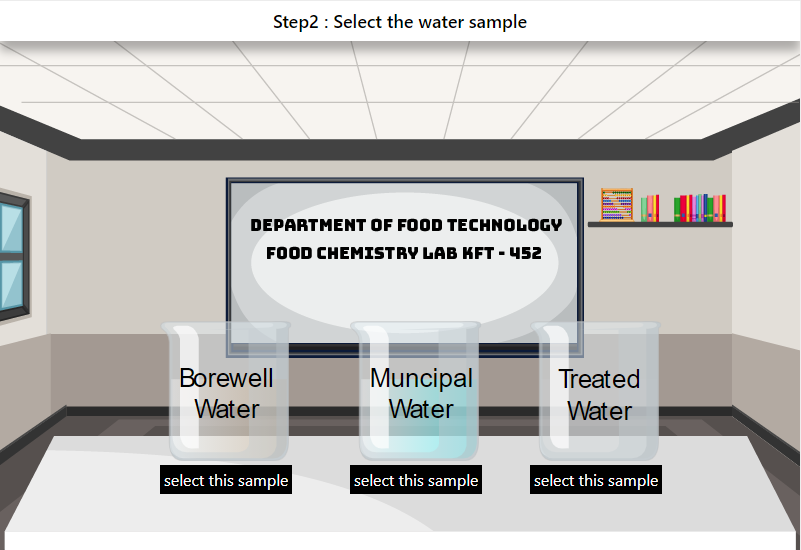 Step2 : Select the water sample
DEPARTMENT OF FOOD TECHNOLOGY
FOOD CHEMISTRY LAB KFT - 452
Borewell
Water
Muncipal
Water
Treated
Water
select this sample
select this sample
select this sample